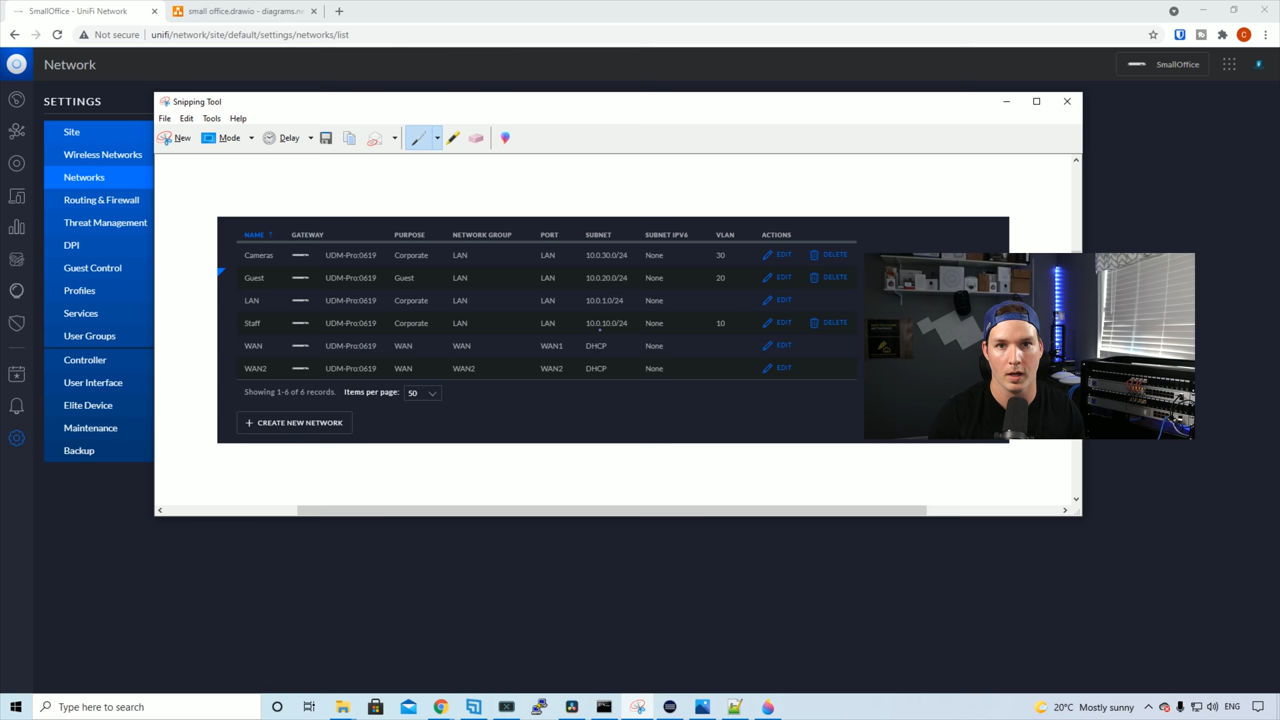 SmallOffice - UniFi Network
small office.drawio - diagrams.ne
Not secure
unifi/network/site/default/settings/networks/list
Network
SmallOffice
SETTINGS
Site
Wireless Networks
Networks
Routing & Firewall
Threat Management
DPI
Guest Control
Profiles
Services
User Groups
Controller
User Interface
Elite Device
Maintenance
Backup
Snipping Tool
File Edit Tools Help
New Mode Delay
NAME ↑ GATEWAY PURPOSE NETWORK GROUP PORT SUBNET SUBNET IPV6 VLAN ACTIONS
Cameras UDM-Pro:0619 Corporate LAN LAN 10.0.30.0/24 None 30 EDIT DELETE
Guest UDM-Pro:0619 Guest LAN LAN 10.0.20.0/24 None 20 EDIT DELETE
LAN UDM-Pro:0619 Corporate LAN LAN 10.0.1.0/24 None EDIT
Staff UDM-Pro:0619 Corporate LAN LAN 10.0.10.0/24 None 10 EDIT DELETE
WAN UDM-Pro:0619 WAN WAN WAN1 DHCP None EDIT
WAN2 UDM-Pro:0619 WAN WAN2 WAN2 DHCP None EDIT
Showing 1-6 of 6 records. Items per page: 50
+ CREATE NEW NETWORK
Type here to search
20°C Mostly sunny
ENG